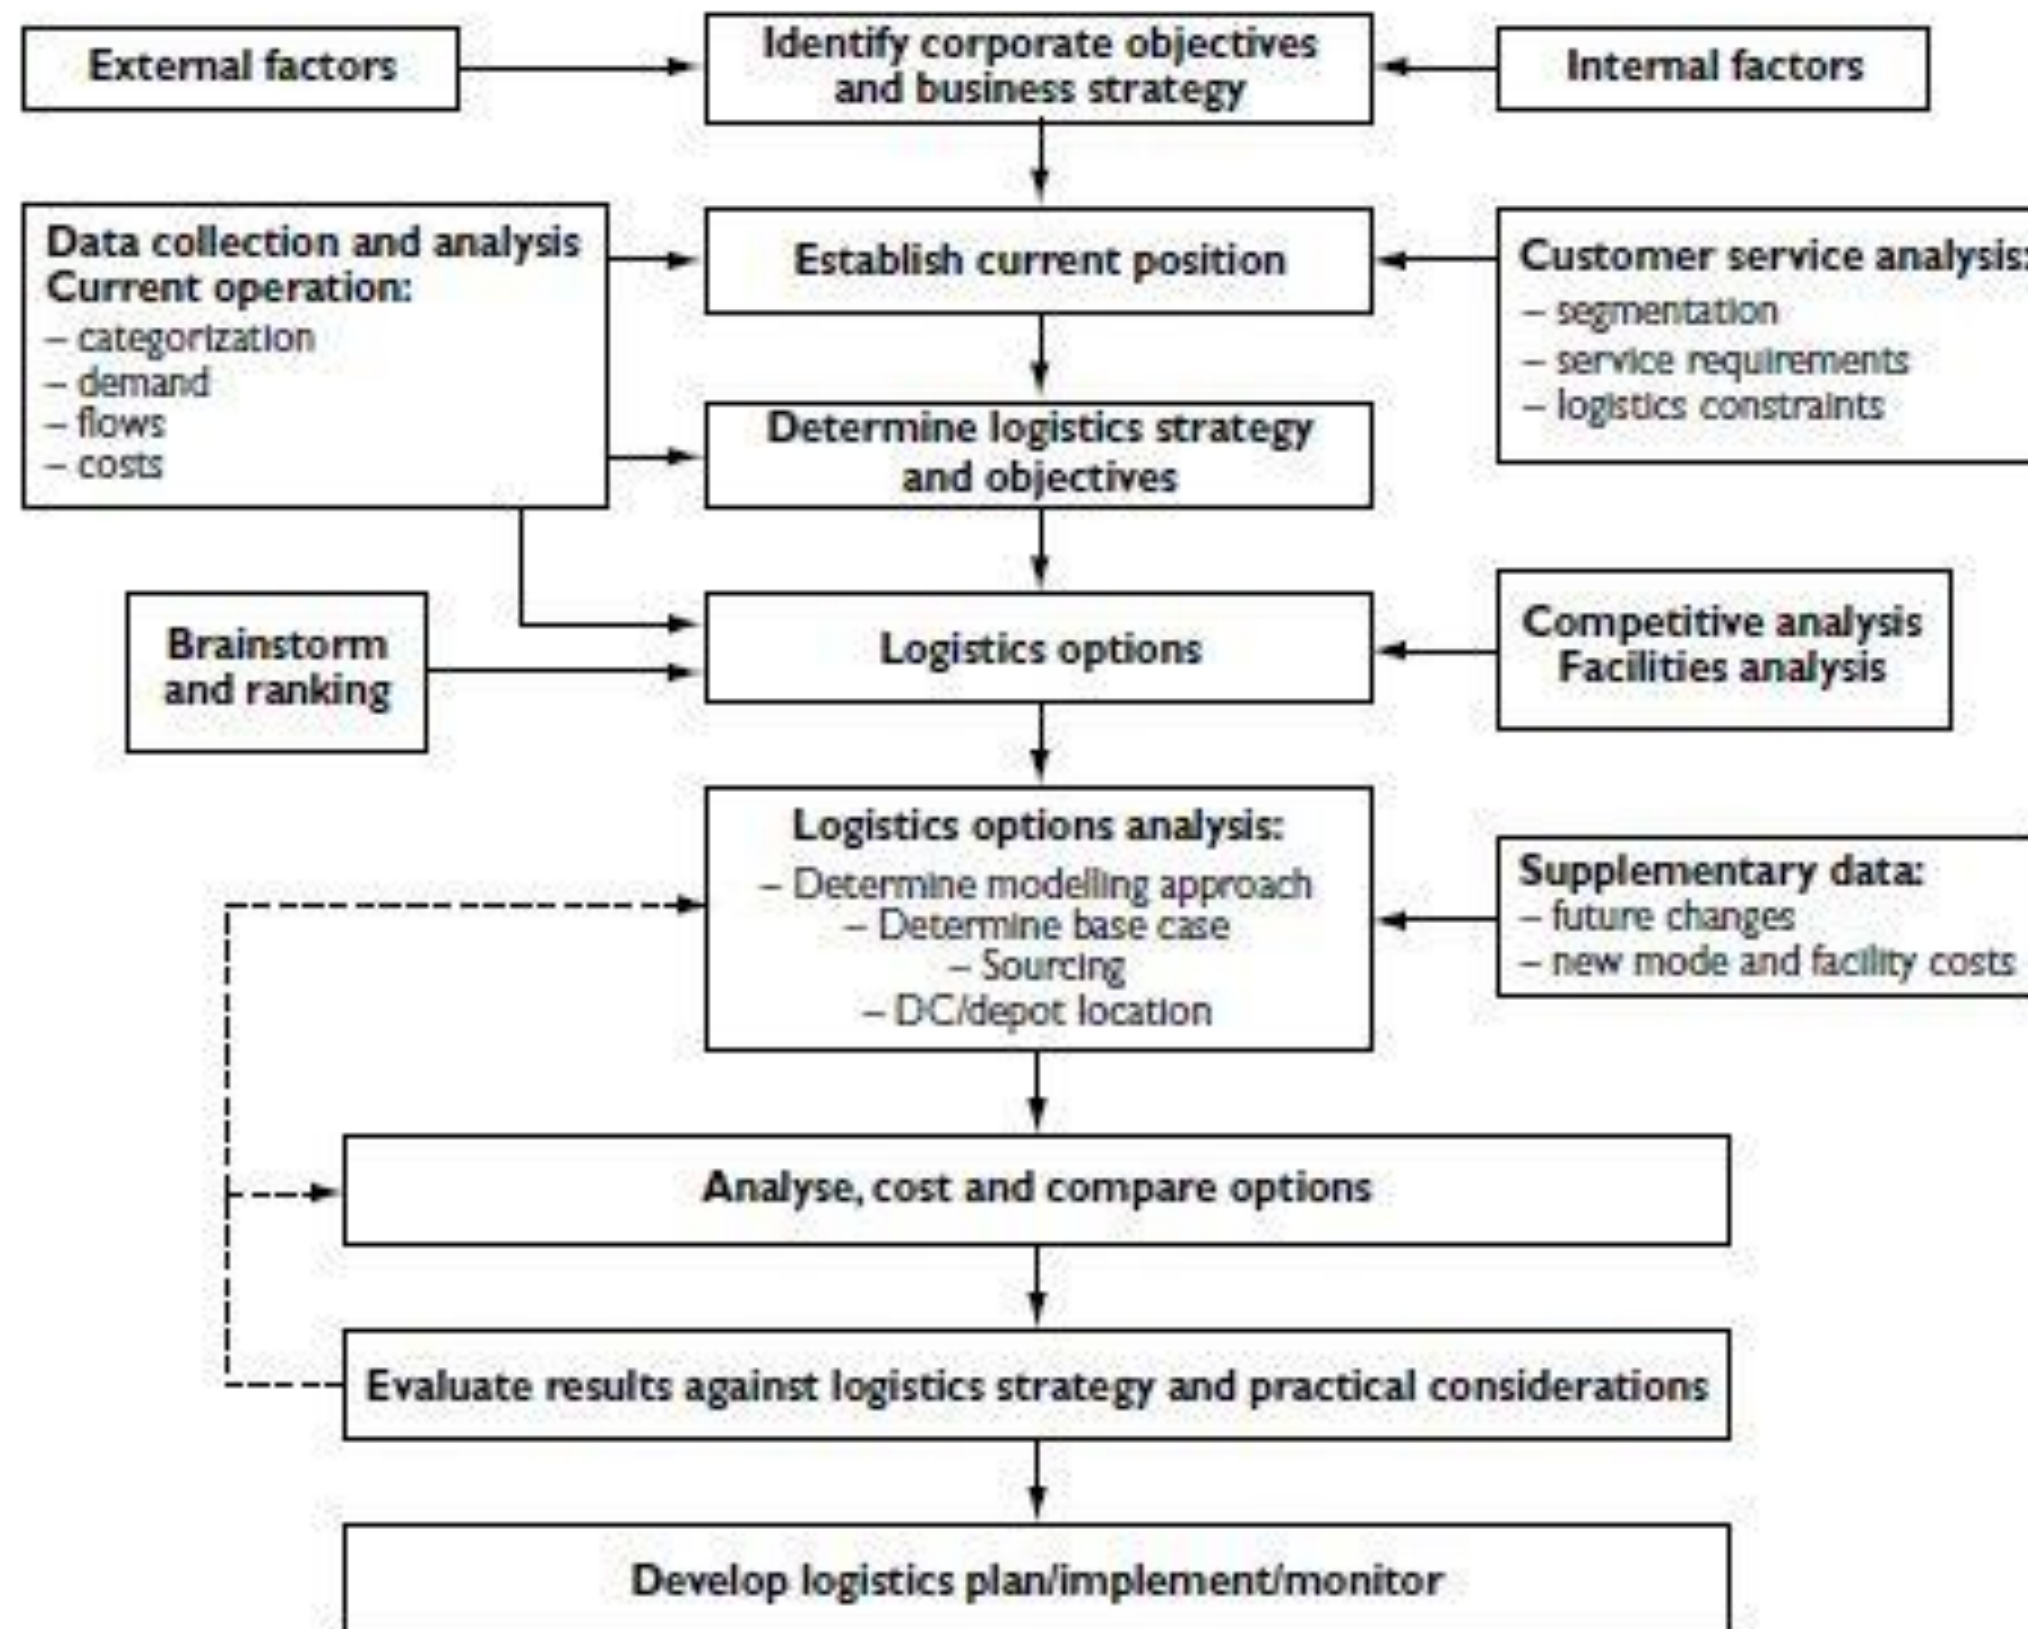 External factors
Identify corporate objectives
and business strategy
Internal factors
Data collection and analysis
Current operation:
– categorization
– demand
– flows
– costs
Establish current position
Customer service analysis:
– segmentation
– service requirements
– logistics constraints
Determine logistics strategy
and objectives
Brainstorm
and ranking
Logistics options
Competitive analysis
Facilities analysis
Logistics options analysis:
– Determine modelling approach
– Determine base case
– Sourcing
– DC/depot location
Supplementary data:
– future changes
– new mode and facility costs
Analyse, cost and compare options
Evaluate results against logistics strategy and practical considerations
Develop logistics plan/implement/monitor